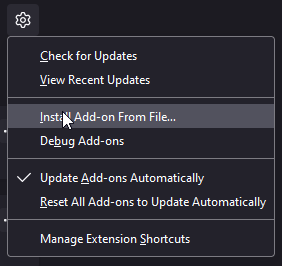 Check for Updates
View Recent Updates
Install Add-on From File...
Debug Add-ons
Update Add-ons Automatically
Reset All Add-ons to Update Automatically
Manage Extension Shortcuts